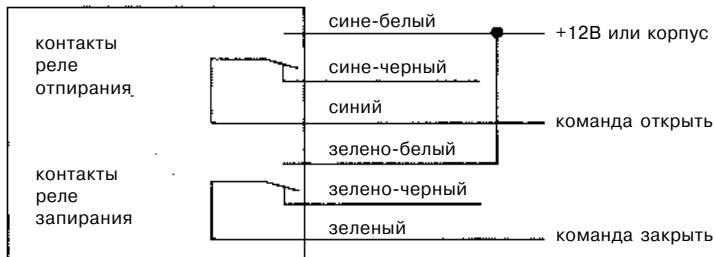 сине-белый
+12В или корпус
контакты
реле
отпирания
сине-черный
синий
команда открыть
зелено-белый
контакты
реле
запирания
зелено-черный
зеленый
команда закрыть